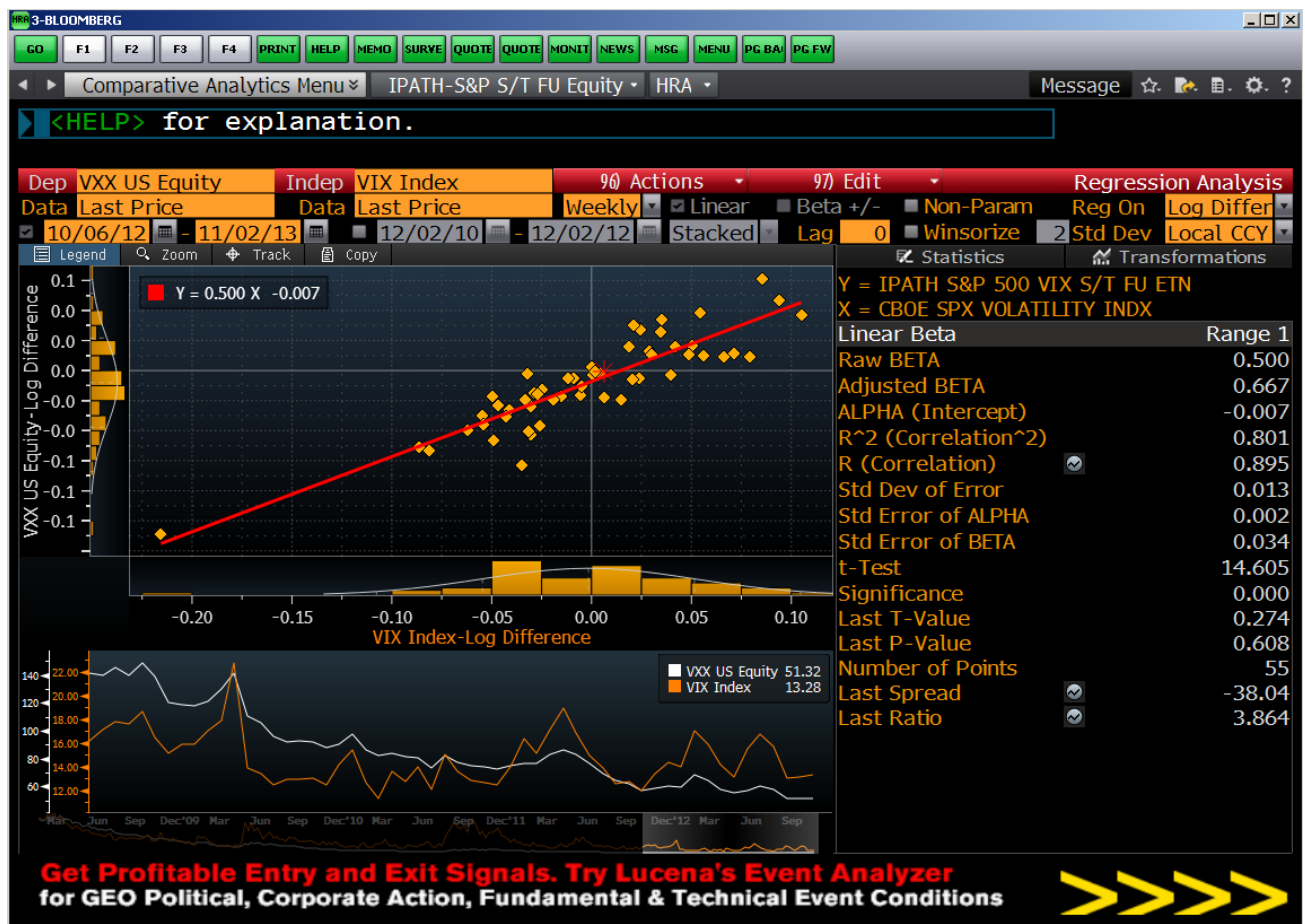 HRA 3-BLOOMBERG
GO F1 F2 F3 F4 PRINT HELP MEMO SURVE QUOTE QUOTE MONIT NEWS MSG MENU PG BA PG FW
Comparative Analytics Menu IPATH-S&P S/T FU Equity HRA Message ?
<HELP> for explanation.
Dep VXX US Equity Indep VIX Index 96) Actions 97) Edit Regression Analysis
Data Last Price Data Last Price Weekly Linear Beta +/- Non-Param Reg On Log Differ
10/06/12 - 11/02/13 12/02/10 - 12/02/12 Stacked Lag 0 Winsorize 2 Std Dev Local CCY
Legend Zoom Track Copy Statistics Transformations
Y = 0.500 X -0.007
VXX US Equity-Log Difference
0.1
0.0
0.0
0.0
-0.0
-0.0
-0.1
-0.1
-0.1
-0.20 -0.15 -0.10 -0.05 0.00 0.05 0.10
VIX Index-Log Difference
Y = IPATH S&P 500 VIX S/T FU ETN
X = CBOE SPX VOLATILITY INDX
Linear Beta Range 1
Raw BETA 0.500
Adjusted BETA 0.667
ALPHA (Intercept) -0.007
R^2 (Correlation^2) 0.801
R (Correlation) 0.895
Std Dev of Error 0.013
Std Error of ALPHA 0.002
Std Error of BETA 0.034
t-Test 14.605
Significance 0.000
Last T-Value 0.274
Last P-Value 0.608
Number of Points 55
Last Spread -38.04
Last Ratio 3.864
VXX US Equity 51.32
VIX Index 13.28
140
120
100
80
60
22.00
20.00
18.00
16.00
14.00
12.00
Mar Jun Sep Dec'09 Mar Jun Sep Dec'10 Mar Jun Sep Dec'11 Mar Jun Sep Dec'12 Mar Jun Sep
Get Profitable Entry and Exit Signals. Try Lucena's Event Analyzer
for GEO Political, Corporate Action, Fundamental & Technical Event Conditions
>>>>